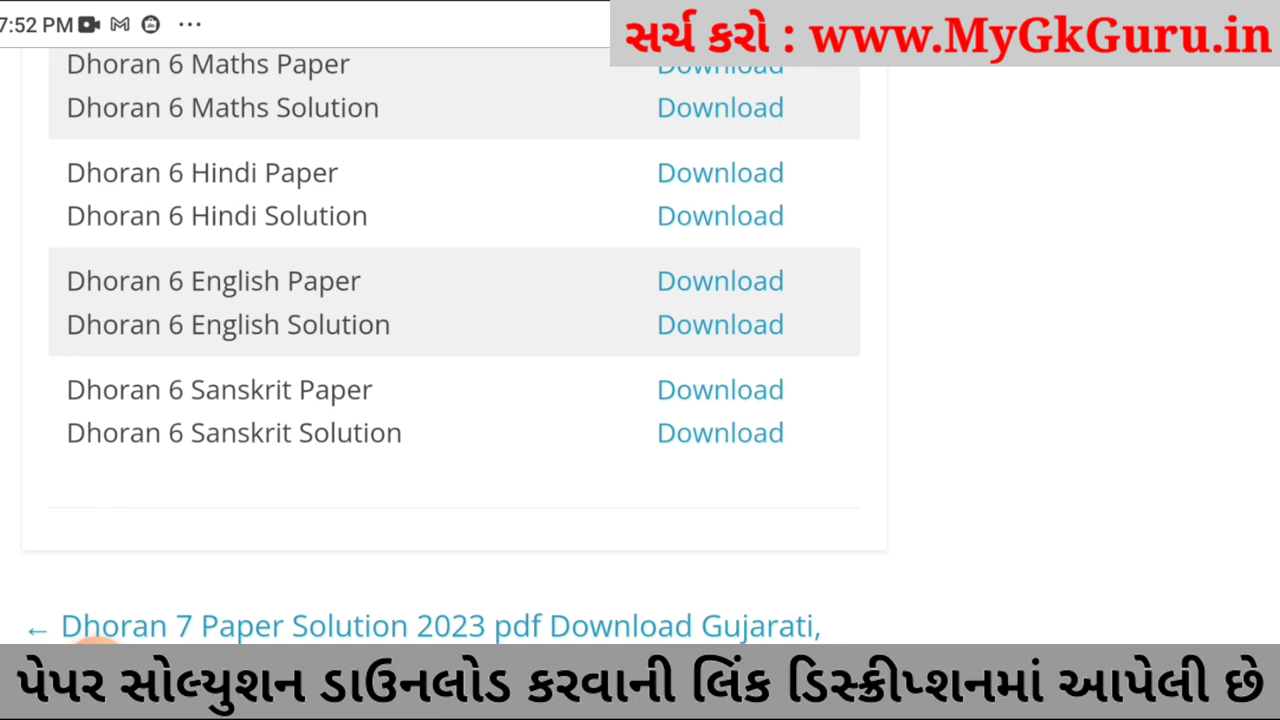 7:52 PM ...
સર્ચ કરો : www.MyGkGuru.in
Dhoran 6 Maths Paper Download
Dhoran 6 Maths Solution Download
Dhoran 6 Hindi Paper Download
Dhoran 6 Hindi Solution Download
Dhoran 6 English Paper Download
Dhoran 6 English Solution Download
Dhoran 6 Sanskrit Paper Download
Dhoran 6 Sanskrit Solution Download
← Dhoran 7 Paper Solution 2023 pdf Download Gujarati,
પેપર સોલ્યુશન ડાઉનલોડ કરવાની લિંક ડિસ્ક્રીપ્શનમાં આપેલી છે